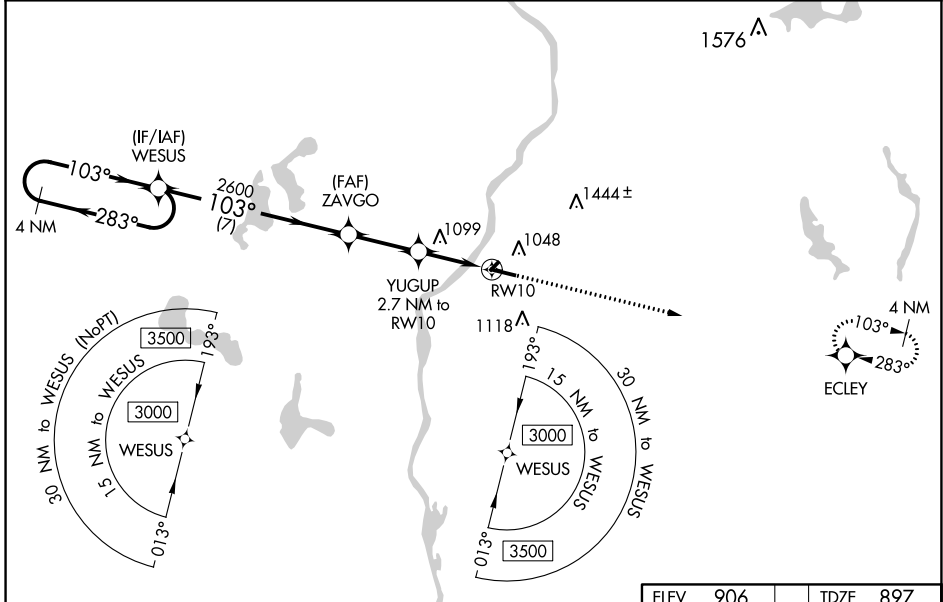 1576
(IF/IAF)
WESUS
103°
283°
4 NM
2600
103°
(7)
(FAF)
ZAVGO
1444±
1099
1048
YUGUP
2.7 NM to
RW10
RW10
1118
4 NM
103°
283°
ECLEY
30 NM to WESUS (NoPT)
3500
193°
15 NM to WESUS
3000
WESUS
013°
193°
30 NM to WESUS
15 NM to WESUS
3000
WESUS
013°
3500
ELEV 906 TDZE 897